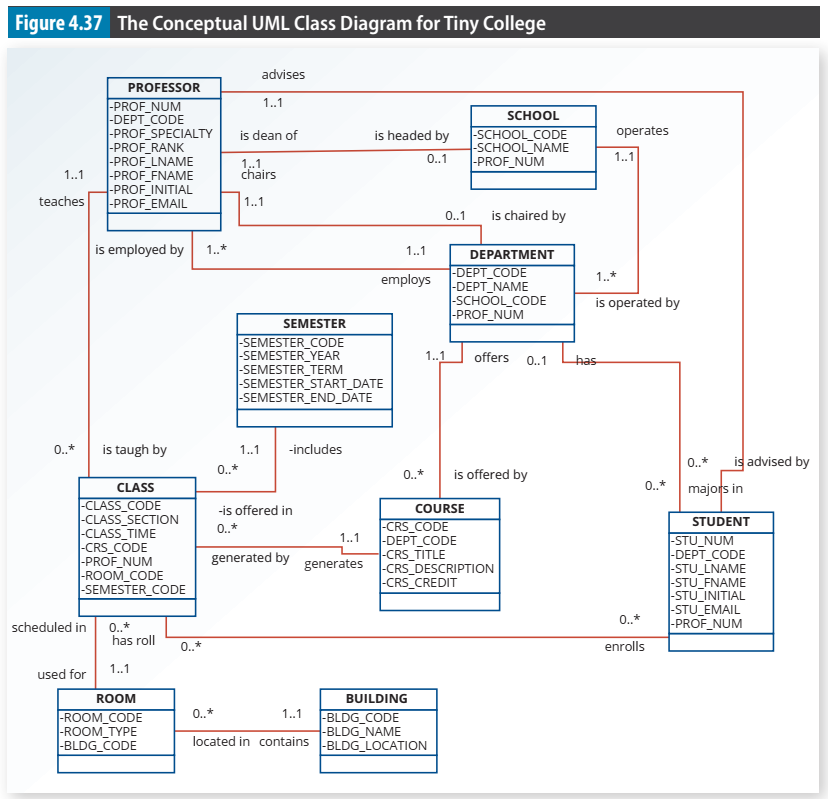 Figure 4.37 The Conceptual UML Class Diagram for Tiny College
advises
1..1
PROFESSOR
-PROF_NUM
-DEPT_CODE
-PROF_SPECIALTY
-PROF_RANK
-PROF_LNAME
-PROF_FNAME
-PROF_INITIAL
-PROF_EMAIL
is dean of
1..1
is headed by
0..1
SCHOOL
-SCHOOL_CODE
-SCHOOL_NAME
-PROF_NUM
operates
1..1
chairs
1..1
1..1
teaches
0..1
is chaired by
is employed by
1..*
1..1
employs
DEPARTMENT
-DEPT_CODE
-DEPT_NAME
-SCHOOL_CODE
-PROF_NUM
1..*
is operated by
SEMESTER
-SEMESTER_CODE
-SEMESTER_YEAR
-SEMESTER_TERM
-SEMESTER_START_DATE
-SEMESTER_END_DATE
1..1
offers
0..1
has
0..*
is taugh by
1..1
-includes
0..*
-is offered in
0..*
is offered by
0..*
is advised by
0..*
majors in
CLASS
-CLASS_CODE
-CLASS_SECTION
-CLASS_TIME
-CRS_CODE
-PROF_NUM
-ROOM_CODE
-SEMESTER_CODE
0..*
generated by
1..1
generates
COURSE
-CRS_CODE
-DEPT_CODE
-CRS_TITLE
-CRS_DESCRIPTION
-CRS_CREDIT
STUDENT
-STU_NUM
-DEPT_CODE
-STU_LNAME
-STU_FNAME
-STU_INITIAL
-STU_EMAIL
-PROF_NUM
scheduled in
0..*
has roll
0..*
0..*
enrolls
used for
1..1
ROOM
-ROOM_CODE
-ROOM_TYPE
-BLDG_CODE
0..*
located in
1..1
contains
BUILDING
-BLDG_CODE
-BLDG_NAME
-BLDG_LOCATION